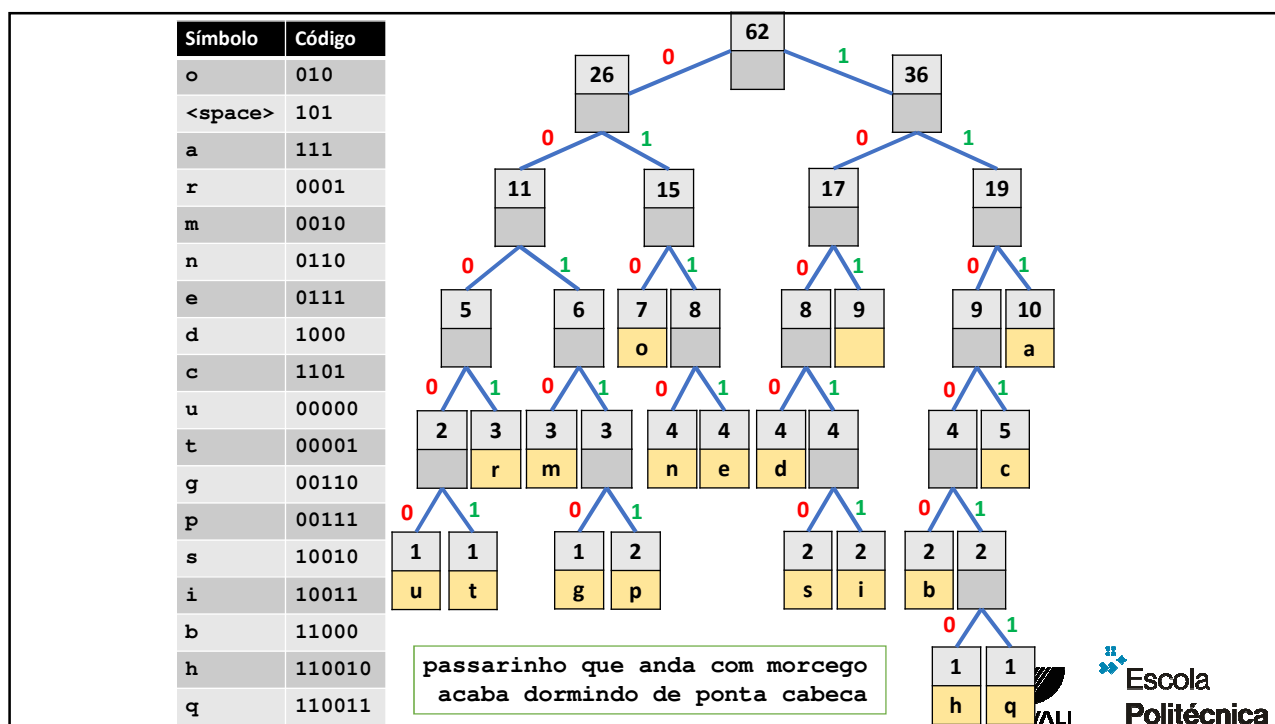 Símbolo Código
o 010
<space> 101
a 111
r 0001
m 0010
n 0110
e 0111
d 1000
c 1101
u 00000
t 00001
g 00110
p 00111
s 10010
i 10011
b 11000
h 110010
q 110011
62
0 1
26 36
0 1 0 1
11 15 17 19
0 1 0 1 0 1 0 1
5 6 7 8 8 9 9 10
o a
0 1 0 1 0 1 0 1 0 1
2 3 3 3 4 4 4 4 4 5
r m n e d c
0 1 0 1 0 1 0 1
1 1 1 2 2 2 2 2
u t g p s i b
0 1
1 1
h q
passarinho que anda com morcego
acaba dormindo de ponta cabeca
Escola
Politécnica